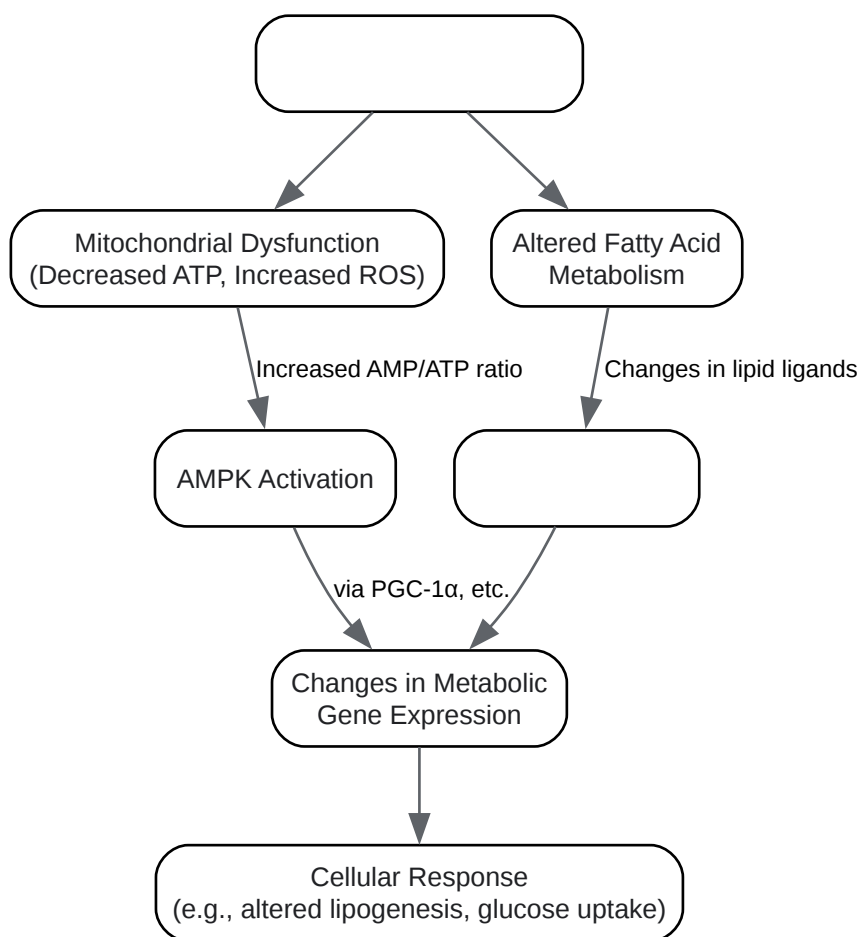 Mitochondrial Dysfunction
(Decreased ATP, Increased ROS)
Altered Fatty Acid
Metabolism
Increased AMP/ATP ratio
Changes in lipid ligands
AMPK Activation
via PGC-1α, etc.
Changes in Metabolic
Gene Expression
Cellular Response
(e.g., altered lipogenesis, glucose uptake)